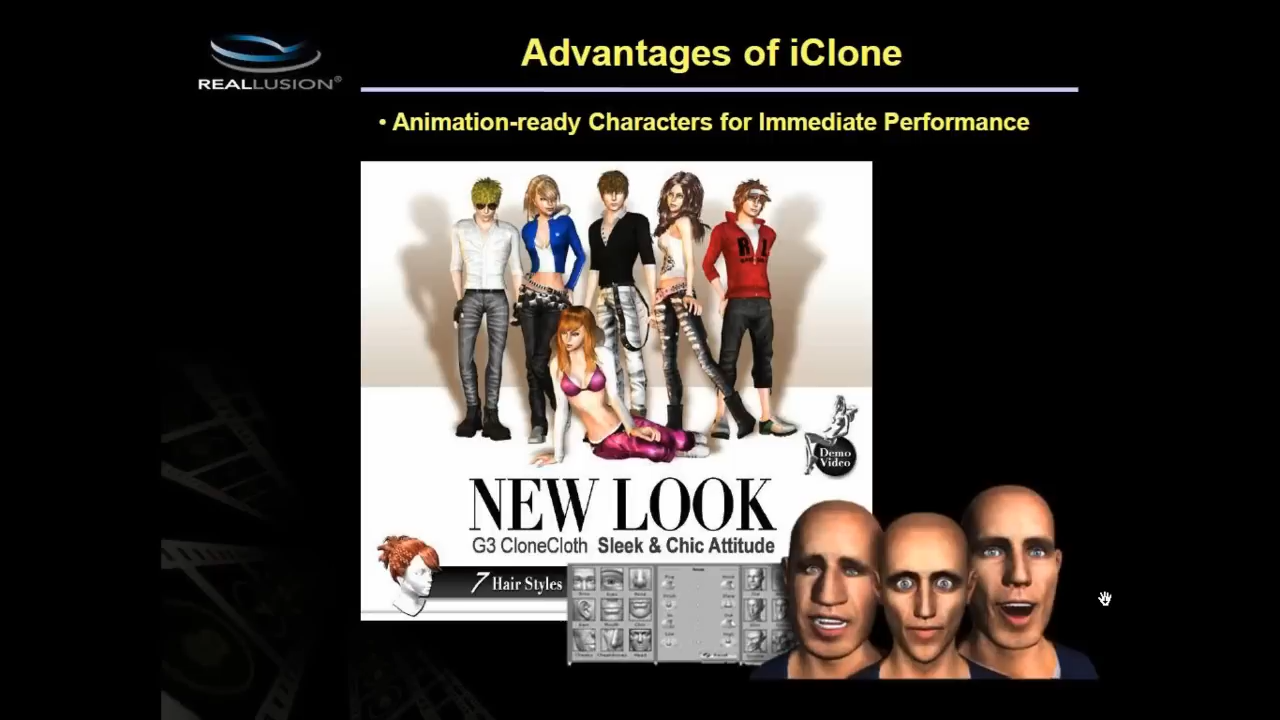 REALLUSION®
Advantages of iClone
• Animation-ready Characters for Immediate Performance
RL
Demo
Video
NEW LOOK
G3 CloneCloth Sleek & Chic Attitude
7 Hair Styles